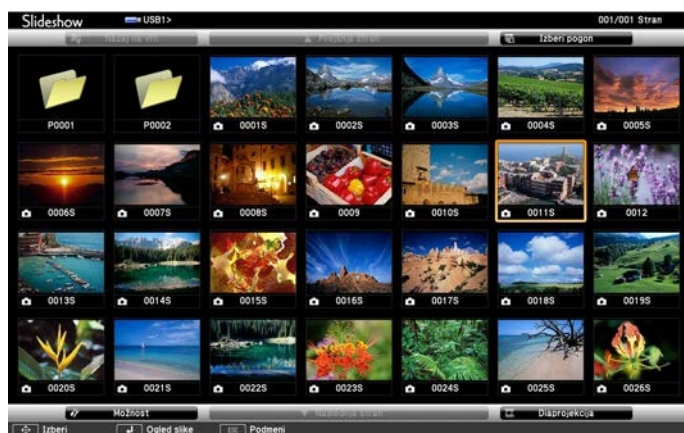 Slideshow USB1> 001/001 Stran
Nazaj na vrh Prejšnja stran Izberi pogon
P0001 P0002 0001S 0002S 0003S 0004S 0005S
0006S 0007S 0008S 0009 0010S 0011S 0012
0013S 0014S 0015S 0016S 0017S 0018S 0019S
0020S 0021S 0022S 0023S 0024S 0025S 0026S
Možnost Naslednja stran Diaprojekcija
Izberi Ogled slike Esc Podmeni